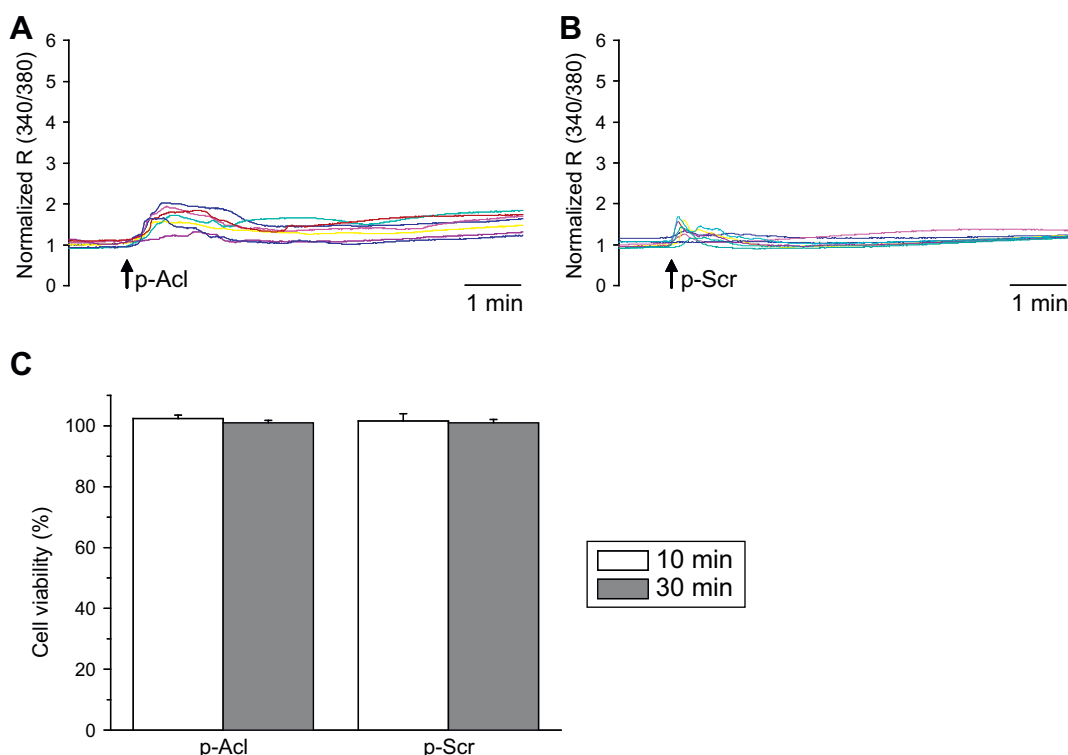 A
B
6
5
4
3
2
1
0
Normalized R (340/380)
p-Acl
1 min
6
5
4
3
2
1
0
Normalized R (340/380)
p-Scr
1 min
C
100
80
60
40
20
0
Cell viability (%)
p-Acl
p-Scr
10 min
30 min